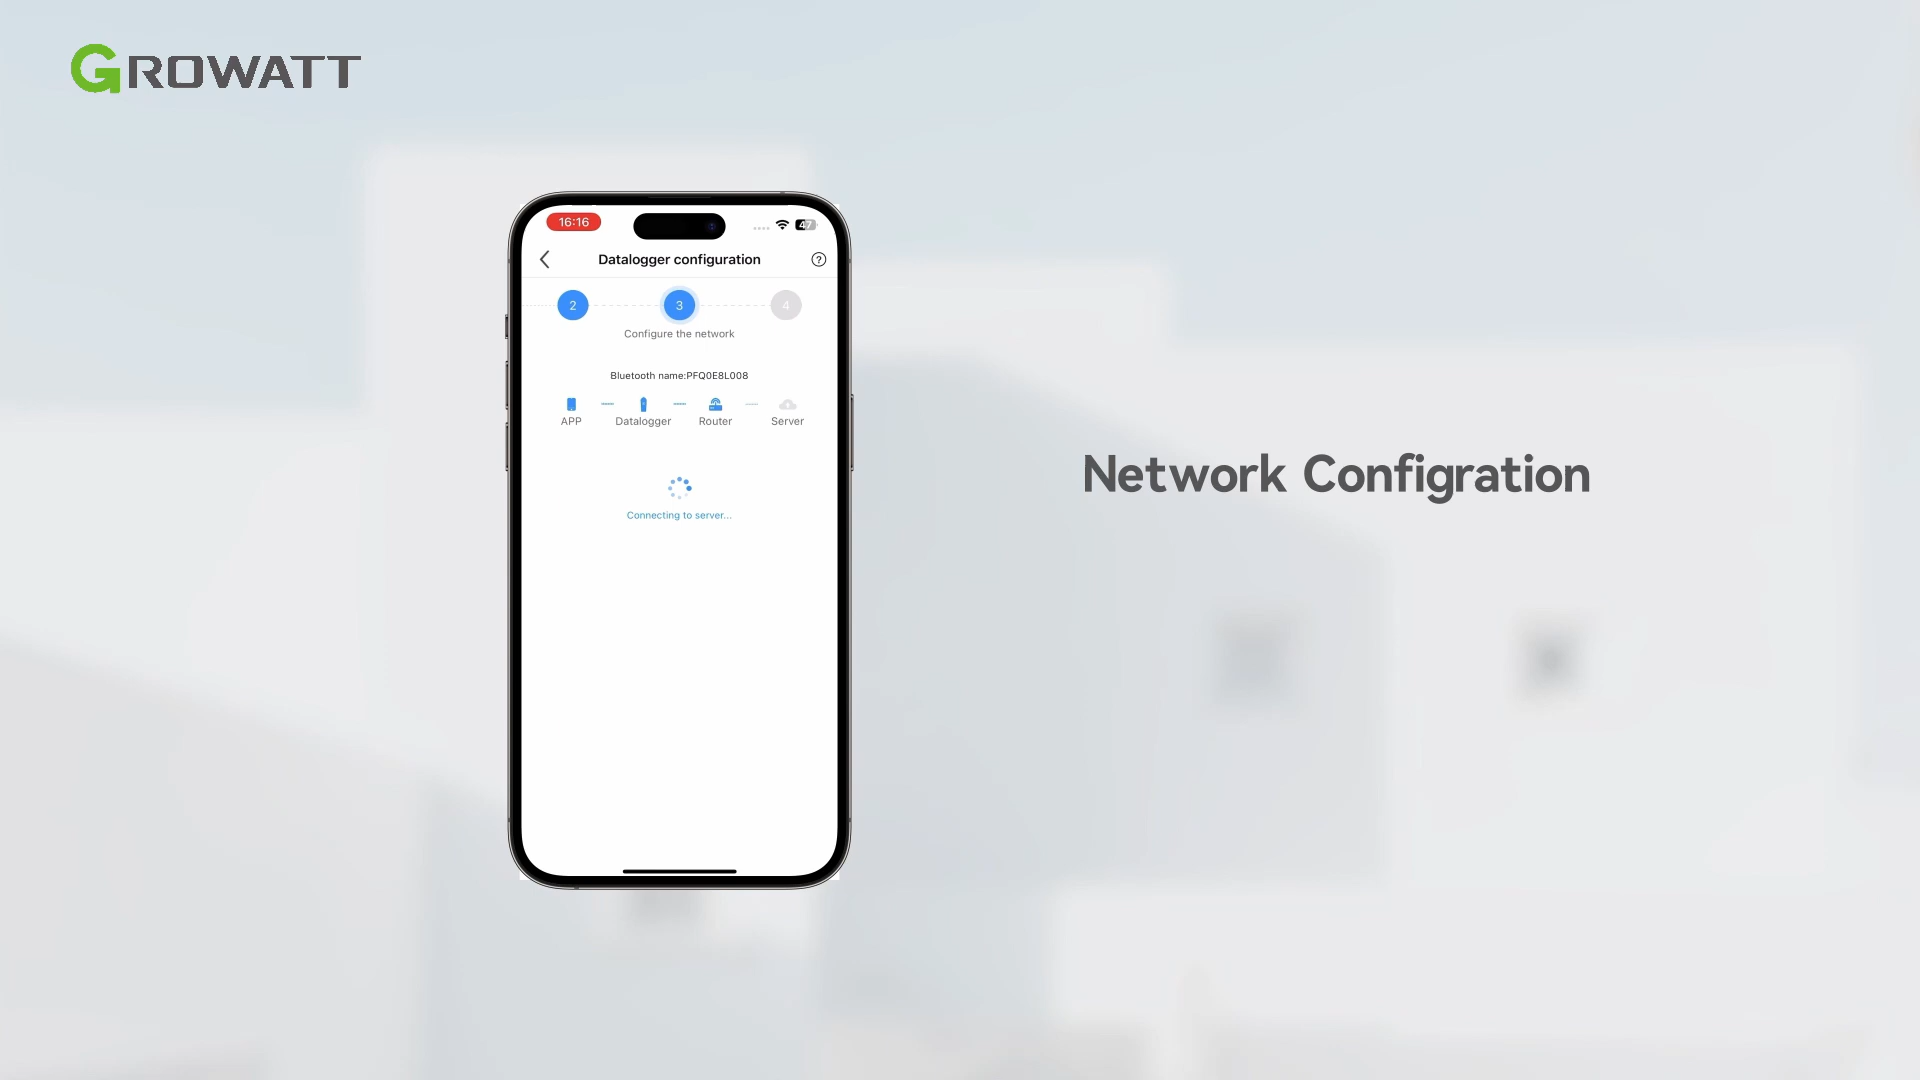 GROWATT
16:16
47
Datalogger configuration
?
2
3
4
Configure the network
Bluetooth name:PFQ0E8L008
APP
Datalogger
Router
Server
Connecting to server...
Network Configration